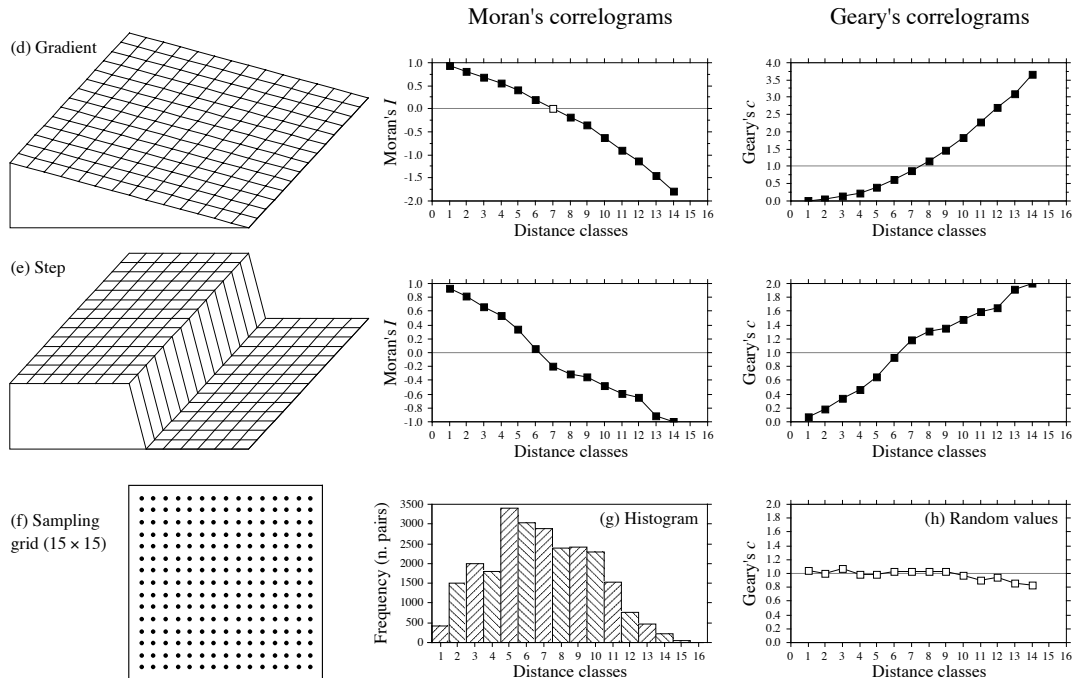 Moran's correlograms
Geary's correlograms
(d) Gradient
Moran's I
1.0
0.5
0.0
-0.5
-1.0
-1.5
-2.0
0 1 2 3 4 5 6 7 8 9 10 11 12 13 14 15 16
Distance classes
Geary's c
4.0
3.5
3.0
2.5
2.0
1.5
1.0
0.5
0.0
0 1 2 3 4 5 6 7 8 9 10 11 12 13 14 15 16
Distance classes
(e) Step
Moran's I
1.0
0.8
0.6
0.4
0.2
0.0
-0.2
-0.4
-0.6
-0.8
-1.0
0 1 2 3 4 5 6 7 8 9 10 11 12 13 14 15 16
Distance classes
Geary's c
2.0
1.8
1.6
1.4
1.2
1.0
0.8
0.6
0.4
0.2
0.0
0 1 2 3 4 5 6 7 8 9 10 11 12 13 14 15 16
Distance classes
(f) Sampling
grid (15 × 15)
(g) Histogram
Frequency (n. pairs)
3500
3000
2500
2000
1500
1000
500
0
1 2 3 4 5 6 7 8 9 10 11 12 13 14 15 16
Distance classes
(h) Random values
Geary's c
2.0
1.8
1.6
1.4
1.2
1.0
0.8
0.6
0.4
0.2
0.0
0 1 2 3 4 5 6 7 8 9 10 11 12 13 14 15 16
Distance classes